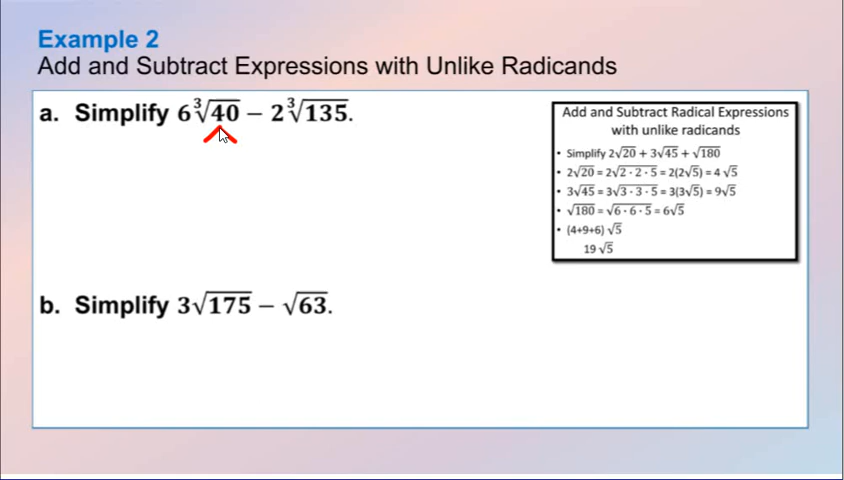 Example 2
Add and Subtract Expressions with Unlike Radicands
a. Simplify 6∛40 − 2∛135.
Add and Subtract Radical Expressions
with unlike radicands
• Simplify 2√20 + 3√45 + √180
• 2√20 = 2√(2 · 2 · 5) = 2(2√5) = 4 √5
• 3√45 = 3√(3 · 3 · 5) = 3(3√5) = 9√5
• √180 = √(6 · 6 · 5) = 6√5
• (4+9+6) √5
19 √5
b. Simplify 3√175 − √63.